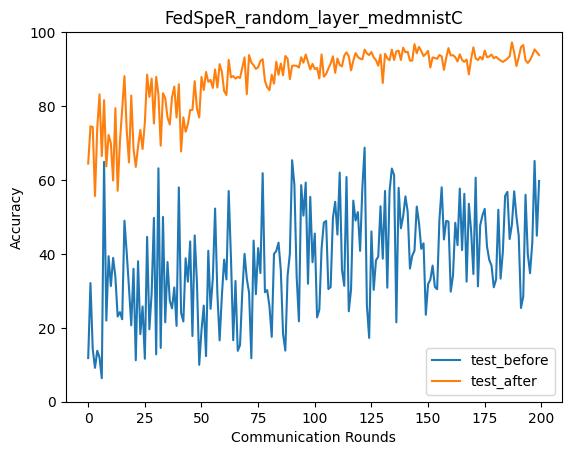 FedSpeR_random_layer_medmnistC
100
80
60
40
20
0
Accuracy
0 25 50 75 100 125 150 175 200
Communication Rounds
test_before
test_after